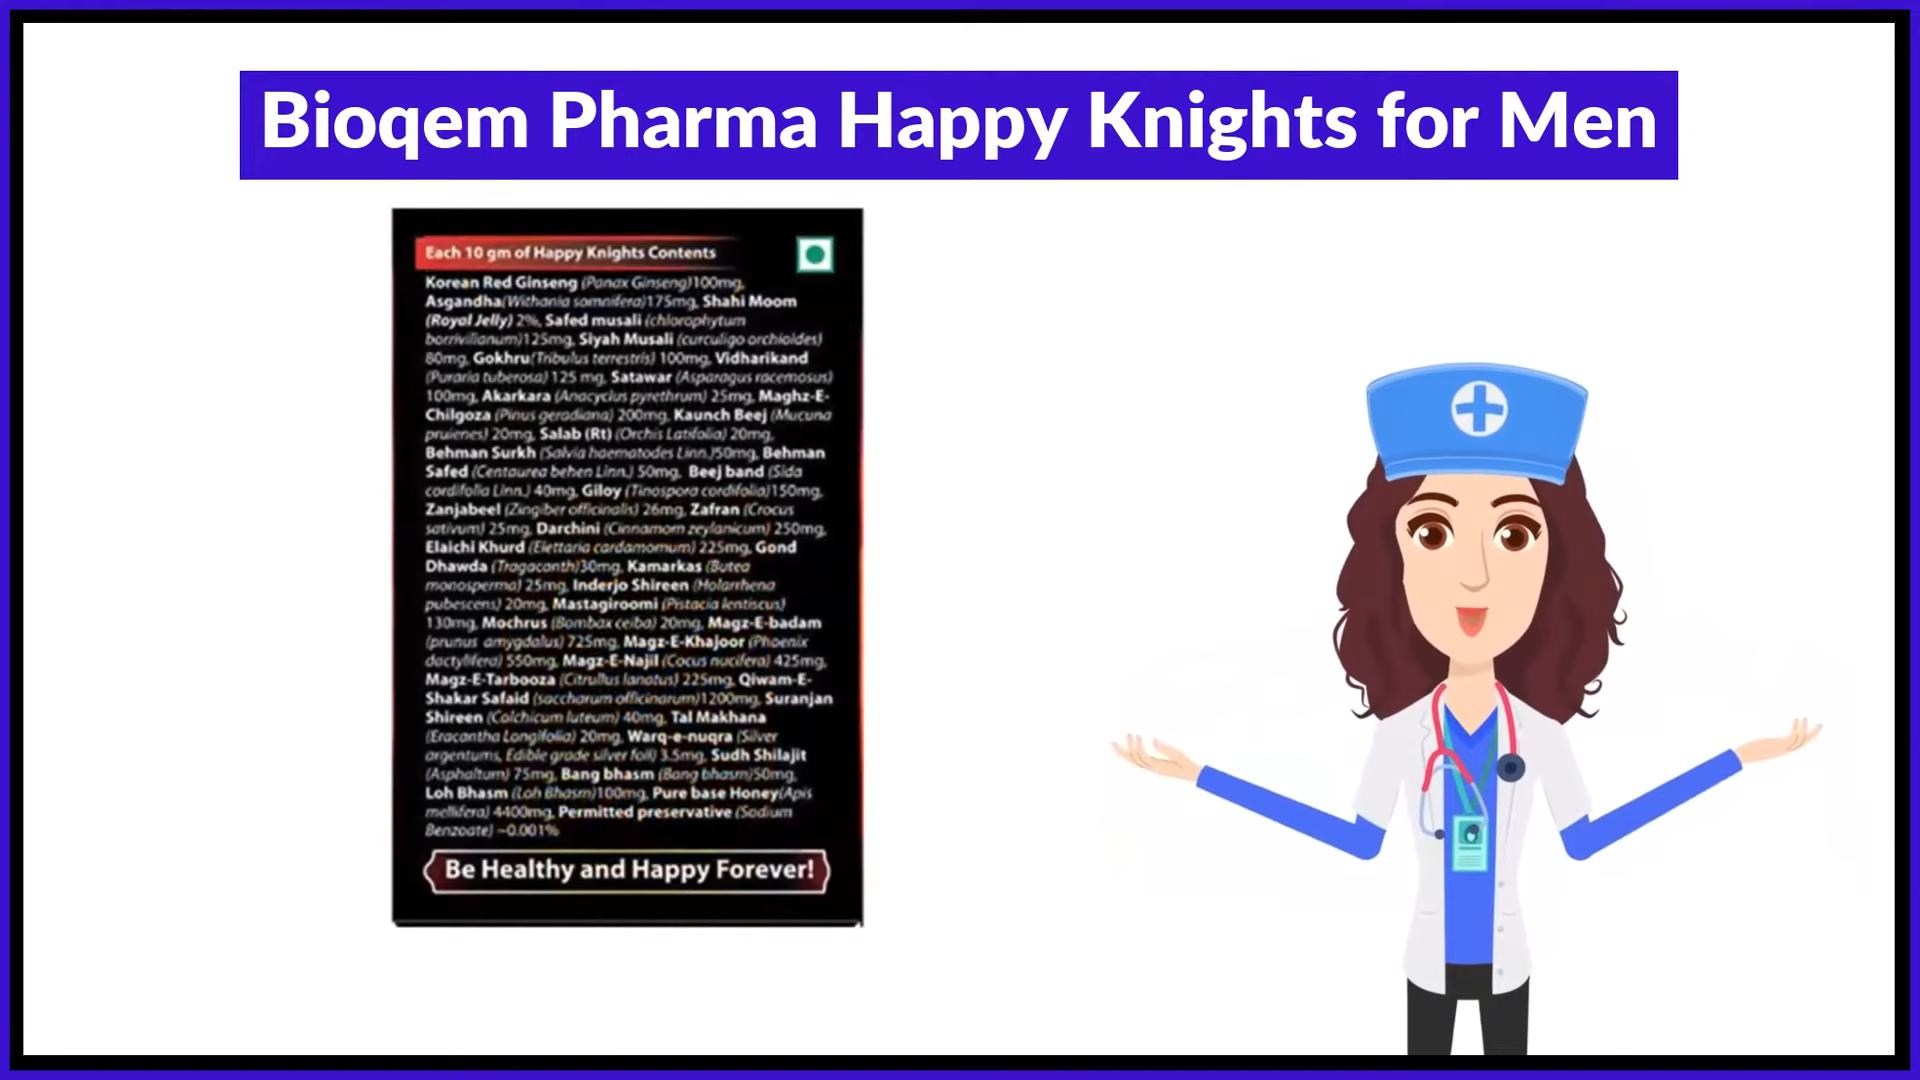 Bioqem Pharma Happy Knights for Men
Each 10 gm of Happy Knights Contents
Korean Red Ginseng (Panax Ginseng)100mg,
Asgandha(Withania somnifera)175mg, Shahi Moom
(Royal Jelly) 2%, Safed musali (chlorophytum
borrivilianum)125mg, Siyah Musali (curculigo orchioides)
80mg, Gokhru(Tribulus terrestris) 100mg, Vidharikand
(Puraria tuberosa) 125 mg, Satawar (Asparagus racemosus)
100mg, Akarkara (Anacyclus pyrethrum) 25mg, Maghz-E-
Chilgoza (Pinus geradiana) 200mg, Kaunch Beej (Mucuna
pruienes) 20mg, Salab (Rt) (Orchis Latifolia) 20mg,
Behman Surkh (Salvia haematodes Linn.)50mg, Behman
Safed (Centaurea behen Linn.) 50mg, Beej band (Sida
cordifolia Linn.) 40mg, Giloy (Tinospora cordifolia)150mg,
Zanjabeel (Zingiber officinalis) 26mg, Zafran (Crocus
sativum) 25mg, Darchini (Cinnamom zeylanicum) 250mg,
Elaichi Khurd (Elettaria cardamomum) 225mg, Gond
Dhawda (Tragacanth)30mg, Kamarkas (Butea
monosperma) 25mg, Inderjo Shireen (Holarrhena
pubescens) 20mg, Mastagiroomi (Pistacia lentiscus)
130mg, Mochrus (Bombax ceiba) 20mg, Magz-E-badam
(prunus amygdalus) 725mg, Magz-E-Khajoor (Phoenix
dactylifera) 550mg, Magz-E-Najil (Cocus nucifera) 425mg,
Magz-E-Tarbooza (Citrullus lanatus) 225mg, Qiwam-E-
Shakar Safaid (saccharum officinarum)1200mg, Suranjan
Shireen (Colchicum luteum) 40mg, Tal Makhana
(Eracantha Longifolia) 20mg, Warq-e-nuqra (Silver
argentums, Edible grade silver foil) 3.5mg, Sudh Shilajit
(Asphaltum) 75mg, Bang bhasm (Bang bhasm)50mg,
Loh Bhasm (Loh Bhasm)100mg, Pure base Honey(Apis
mellifera) 4400mg, Permitted preservative (Sodium
Benzoate) ~0.001%
Be Healthy and Happy Forever!